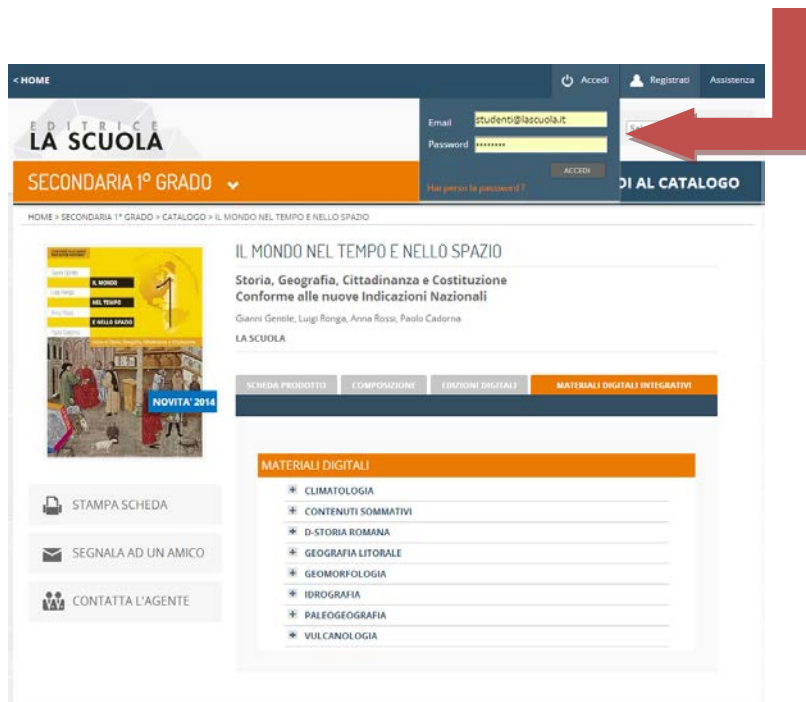 < HOME
Accedi
Registrati
Assistenza
EDITRICE
LA SCUOLA
Email studenti@lascuola.it
Password ••••••••
ACCEDI
Hai perso la password ?
SECONDARIA 1° GRADO
DI AL CATALOGO
HOME > SECONDARIA 1° GRADO > CATALOGO > IL MONDO NEL TEMPO E NELLO SPAZIO
IL MONDO
NEL TEMPO
E NELLO SPAZIO
1
NOVITA' 2014
IL MONDO NEL TEMPO E NELLO SPAZIO
Storia, Geografia, Cittadinanza e Costituzione
Conforme alle nuove Indicazioni Nazionali
Gianni Gentile, Luigi Ronga, Anna Rossi, Paolo Cadorna
LA SCUOLA
SCHEDA PRODOTTO
COMPOSIZIONE
EDIZIONI DIGITALI
MATERIALI DIGITALI INTEGRATIVI
STAMPA SCHEDA
SEGNALA AD UN AMICO
CONTATTA L'AGENTE
MATERIALI DIGITALI
CLIMATOLOGIA
CONTENUTI SOMMATIVI
D-STORIA ROMANA
GEOGRAFIA LITORALE
GEOMORFOLOGIA
IDROGRAFIA
PALEOGEOGRAFIA
VULCANOLOGIA